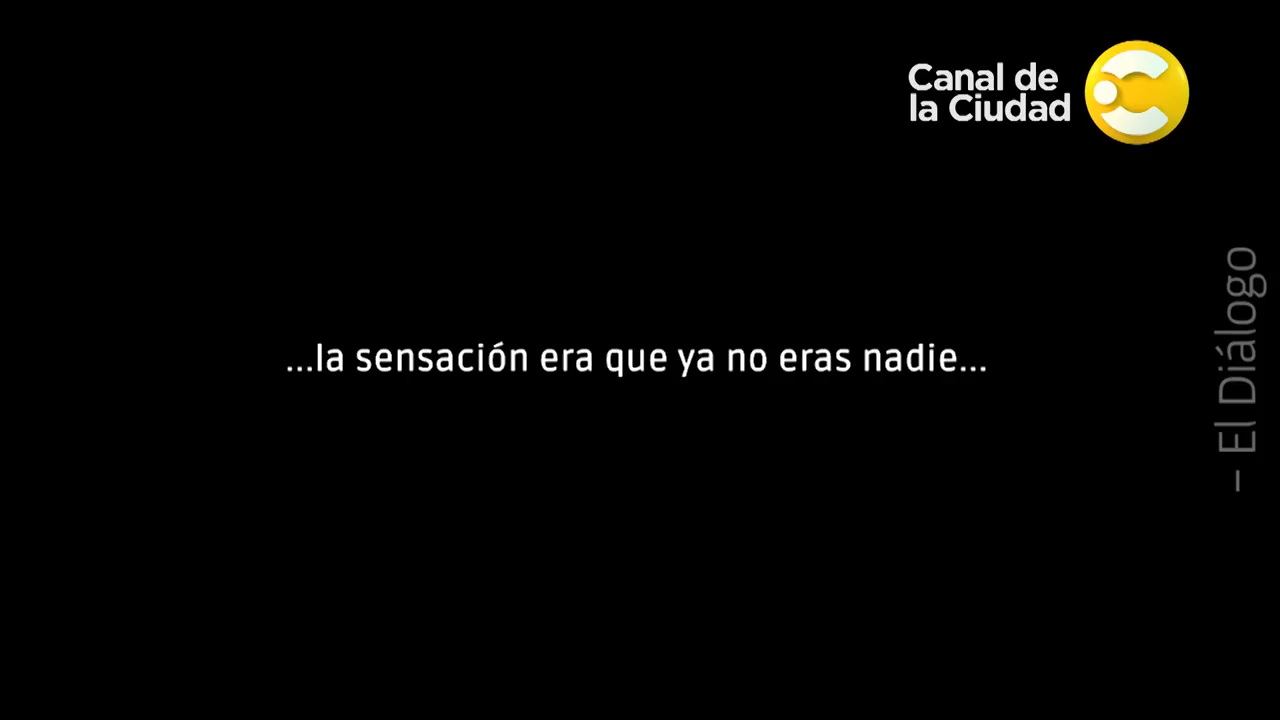 Canal de
la Ciudad
...la sensación era que ya no eras nadie...
– El Diálogo